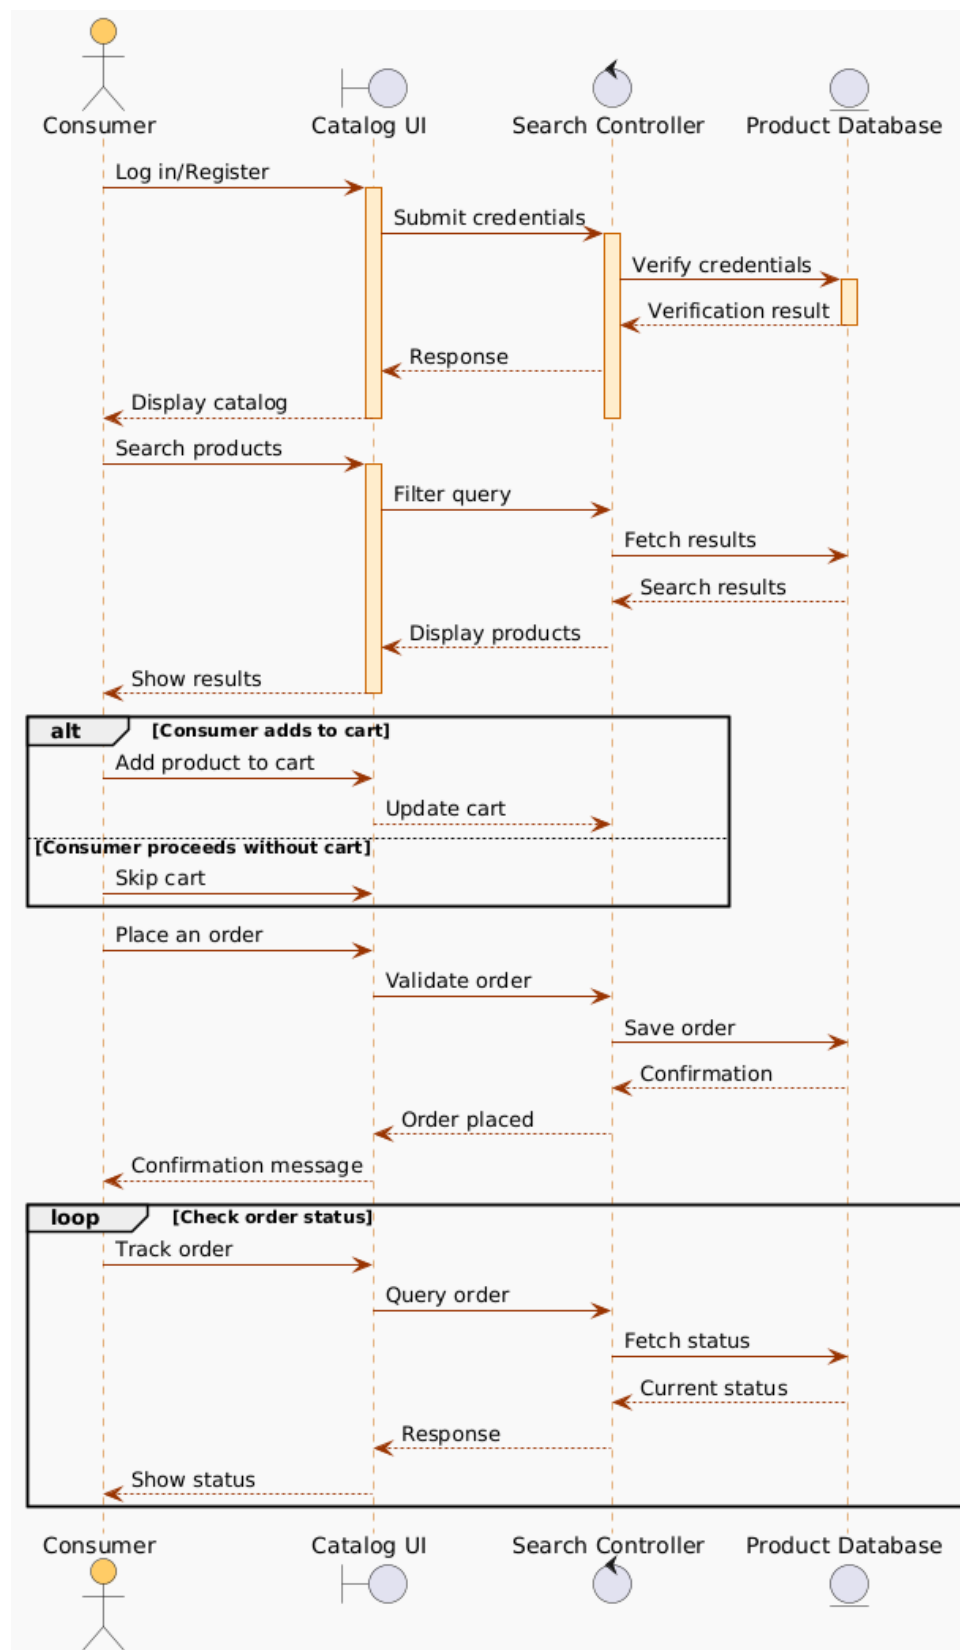 Consumer Catalog UI Search Controller Product Database
Log in/Register
Submit credentials
Verify credentials
Verification result
Response
Display catalog
Search products
Filter query
Fetch results
Search results
Display products
Show results
alt [Consumer adds to cart]
Add product to cart
Update cart
[Consumer proceeds without cart]
Skip cart
Place an order
Validate order
Save order
Confirmation
Order placed
Confirmation message
loop [Check order status]
Track order
Query order
Fetch status
Current status
Response
Show status
Consumer Catalog UI Search Controller Product Database